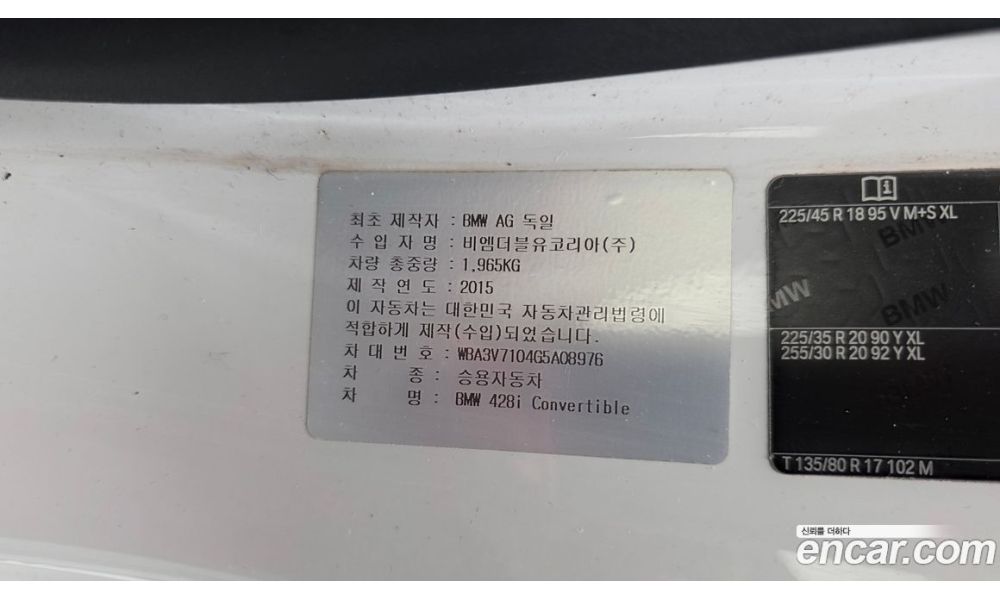 최초 제작자 : BMW AG 독일
수 입 자 명 : 비엠더블유코리아(주)
차량 총중량 : 1,965KG
제 작 연 도 : 2015
이 자동차는 대한민국 자동차관리법령에
적합하게 제작(수입)되었습니다.
차 대 번 호 : WBA3V7104G5A08976
차 종 : 승용자동차
차 명 : BMW 428i Convertible
225/45 R 18 95 V M+S XL
BMW
MW
BMW
225/35 R 20 90 Y XL
255/30 R 20 92 Y XL
T 135/80 R 17 102 M
신뢰를 더하다
encar.com